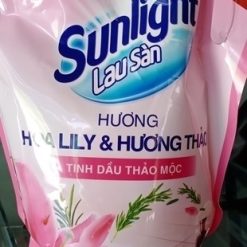 Sunlight
Lau Sàn
HƯƠNG
HOA LILY & HƯƠNG THẢO
TINH DẦU THẢO MỘC